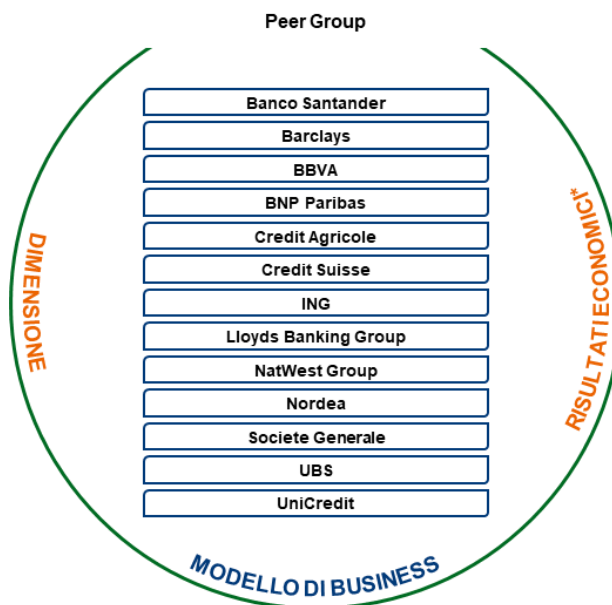 Peer Group
Banco Santander
Barclays
BBVA
BNP Paribas
Credit Agricole
Credit Suisse
ING
Lloyds Banking Group
NatWest Group
Nordea
Societe Generale
UBS
UniCredit
DIMENSIONE
RISULTATI ECONOMICI*
MODELLO DI BUSINESS